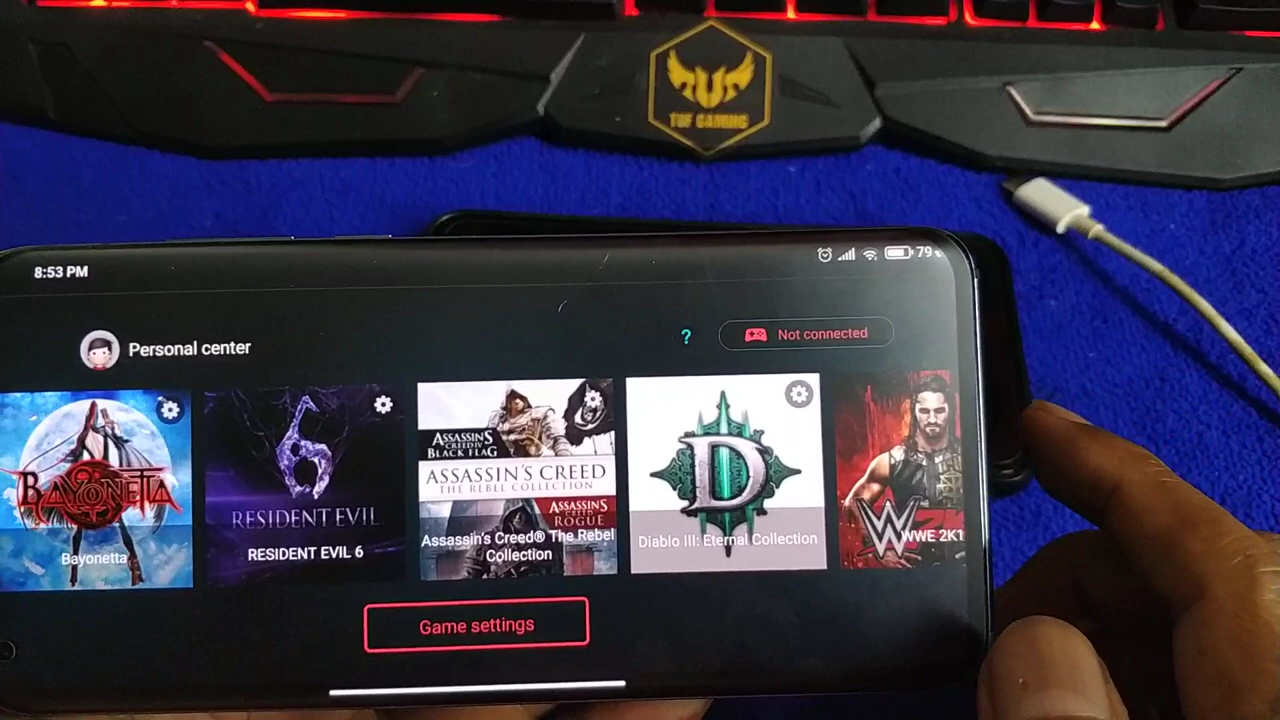 TUF GAMING
8:53 PM
79
Personal center
?
Not connected
BAYONETTA
Bayonetta
6
RESIDENT EVIL
RESIDENT EVIL 6
ASSASSIN'S
CREED IV
BLACK FLAG
ASSASSIN'S CREED
THE REBEL COLLECTION
ASSASSIN'S
ROGUE
Assassin's Creed® The Rebel
Collection
D
Diablo III: Eternal Collection
W 2K
WWE 2K1
Game settings